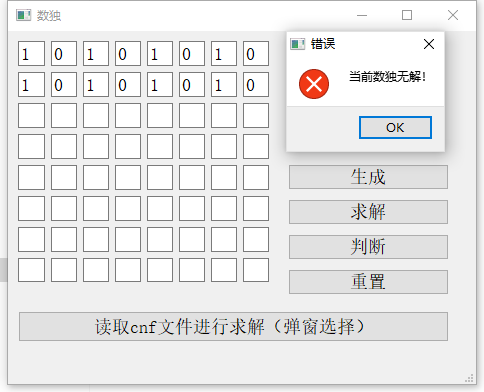 数独
错误
当前数独无解!
OK
1 0 1 0 1 0 1 0
1 0 1 0 1 0 1 0
生成
求解
判断
重置
读取cnf文件进行求解（弹窗选择）